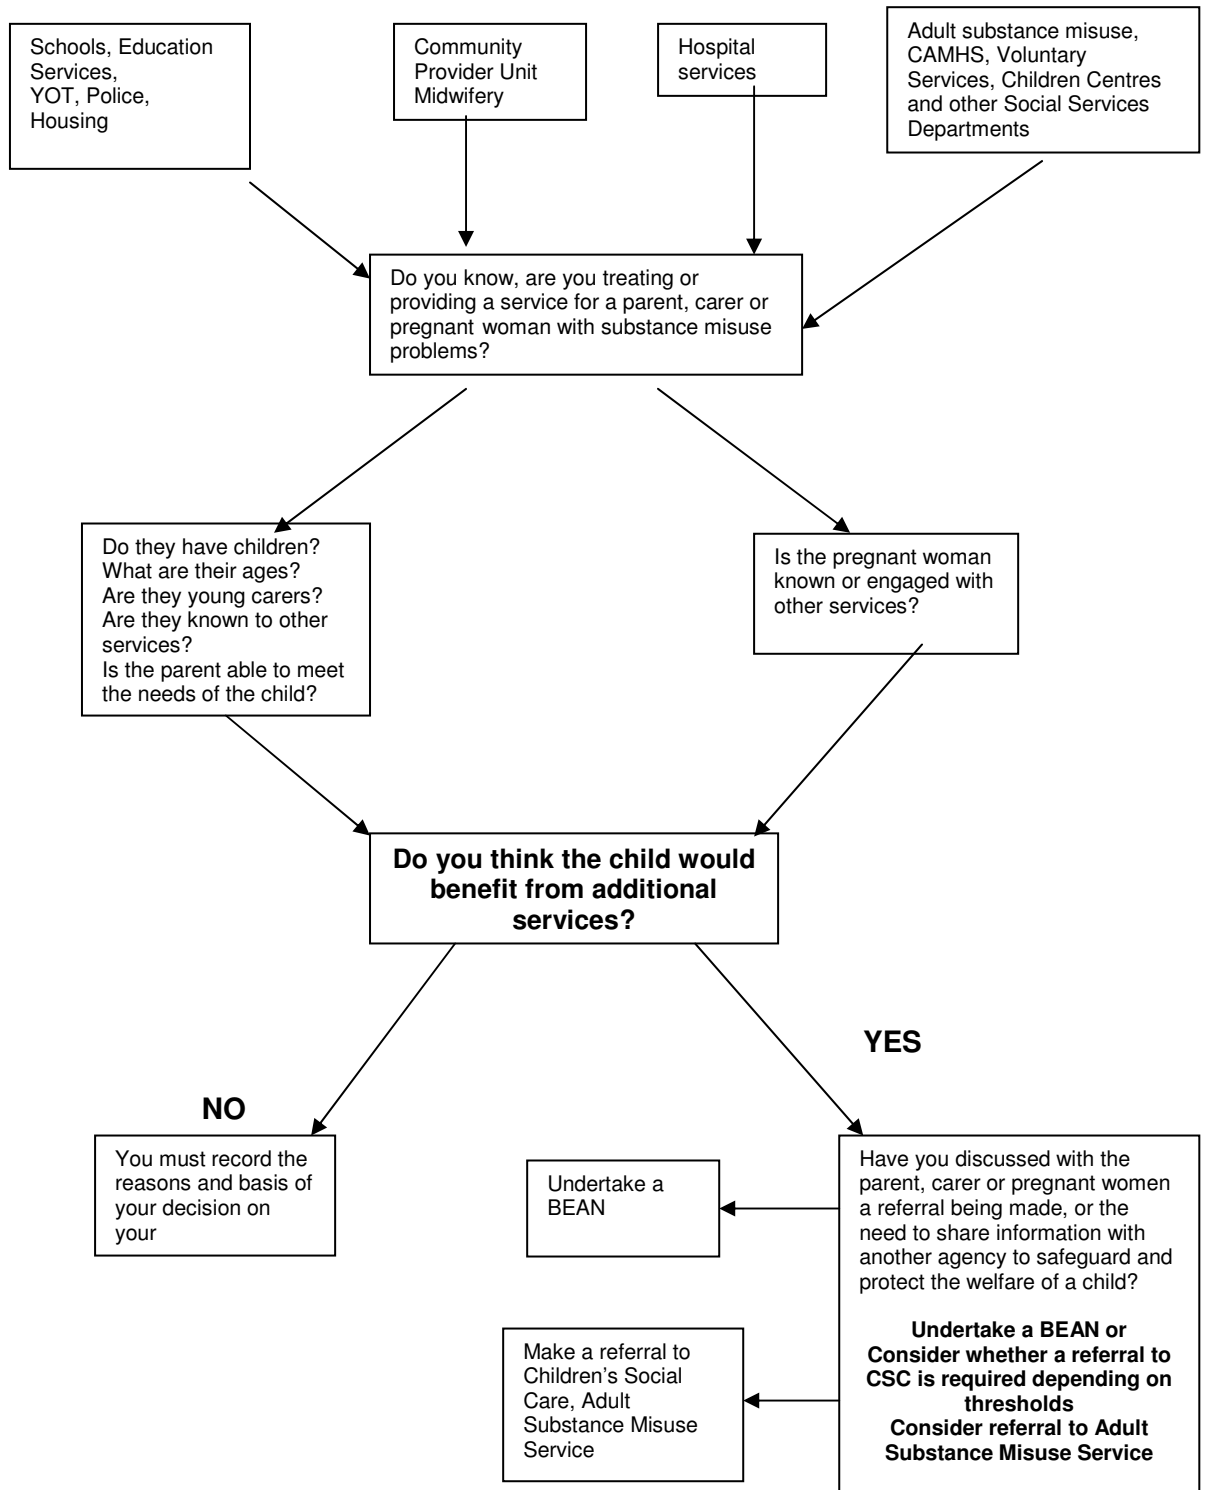 Schools, Education
Services,
YOT, Police,
Housing
Community
Provider Unit
Midwifery
Hospital
services
Adult substance misuse,
CAMHS, Voluntary
Services, Children Centres
and other Social Services
Departments
Do you know, are you treating or
providing a service for a parent, carer or
pregnant woman with substance misuse
problems?
Do they have children?
What are their ages?
Are they young carers?
Are they known to other
services?
Is the parent able to meet
the needs of the child?
Is the pregnant woman
known or engaged with
other services?
Do you think the child would
benefit from additional
services?
NO
YES
You must record the
reasons and basis of
your decision on
your
Undertake a
BEAN
Make a referral to
Children's Social
Care, Adult
Substance Misuse
Service
Have you discussed with the
parent, carer or pregnant women
a referral being made, or the
need to share information with
another agency to safeguard and
protect the welfare of a child?
Undertake a BEAN or
Consider whether a referral to
CSC is required depending on
thresholds
Consider referral to Adult
Substance Misuse Service